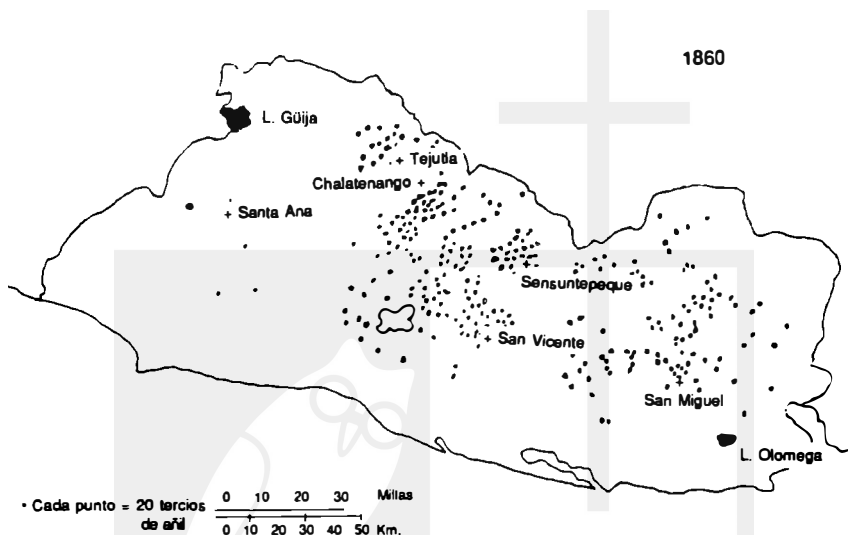 1860
L. Güija
Tejutla
Chalatenango
Santa Ana
Sensuntepeque
San Vicente
San Miguel
L. Olomega
• Cada punto = 20 tercios
de añil
0 10 20 30 Millas
0 10 20 30 40 50 Km.